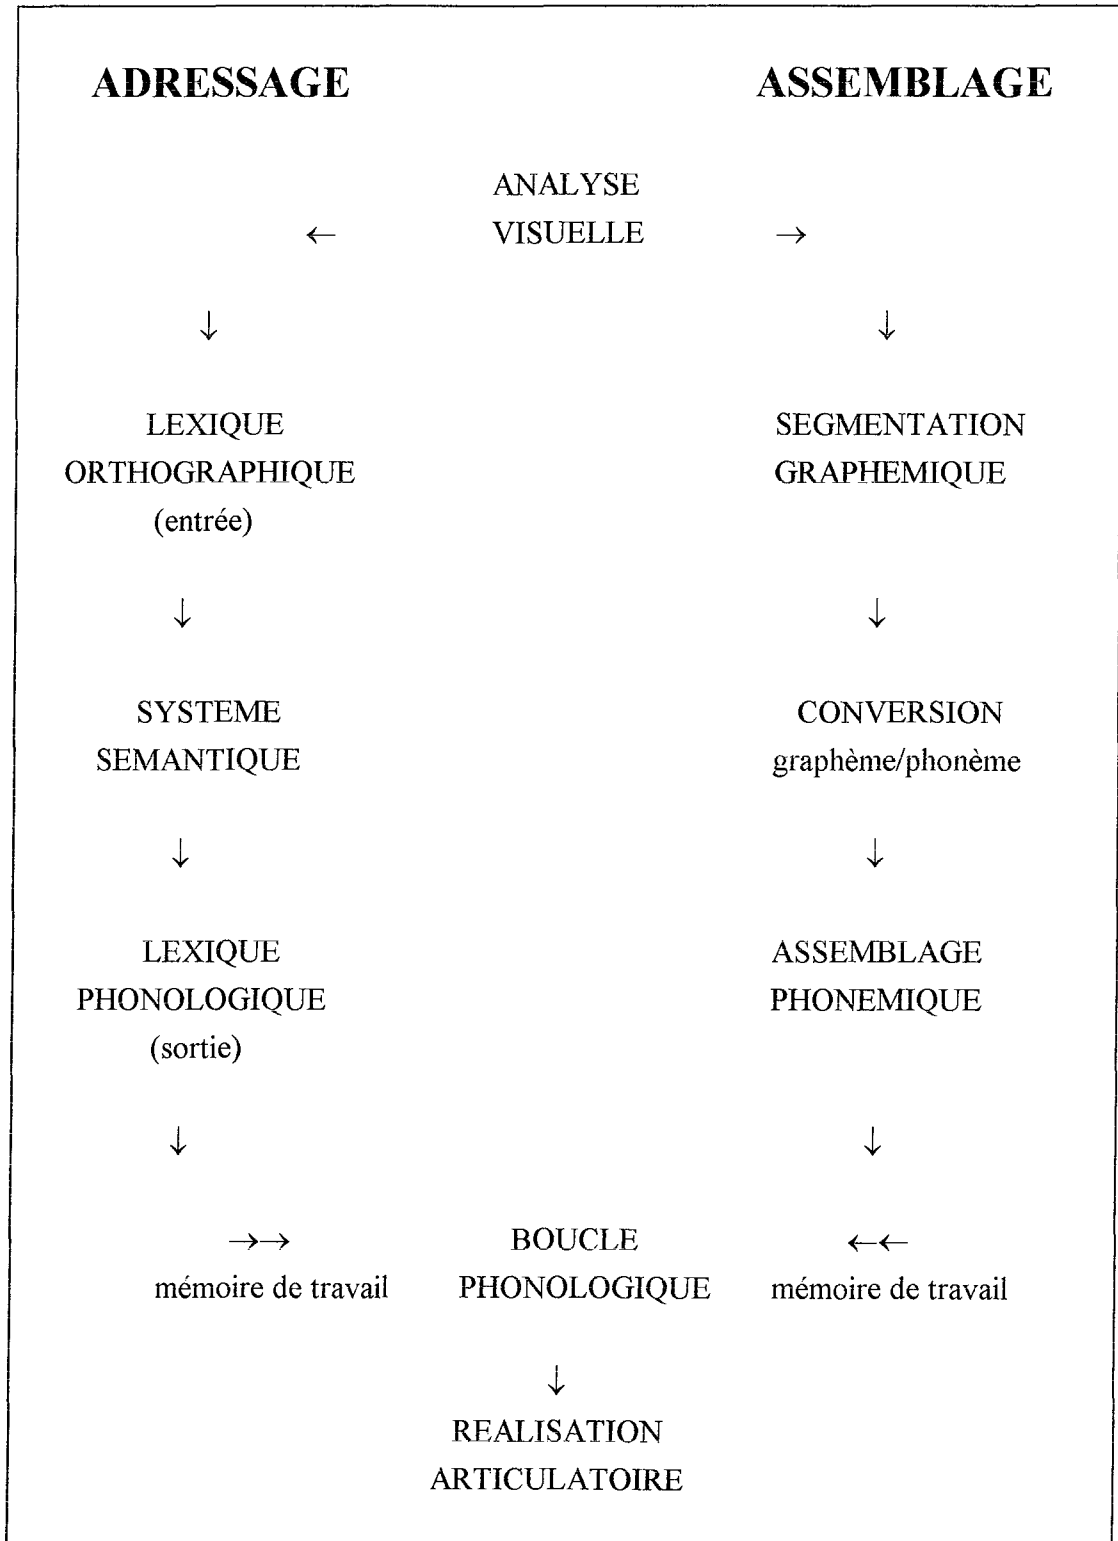 ADRESSAGE ASSEMBLAGE
ANALYSE
← VISUELLE →
↓ ↓
LEXIQUE SEGMENTATION
ORTHOGRAPHIQUE GRAPHEMIQUE
(entrée)
↓ ↓
SYSTEME CONVERSION
SEMANTIQUE graphème/phonème
↓ ↓
LEXIQUE ASSEMBLAGE
PHONOLOGIQUE PHONEMIQUE
(sortie)
↓ ↓
→→ BOUCLE ←←
mémoire de travail PHONOLOGIQUE mémoire de travail
↓
REALISATION
ARTICULATOIRE